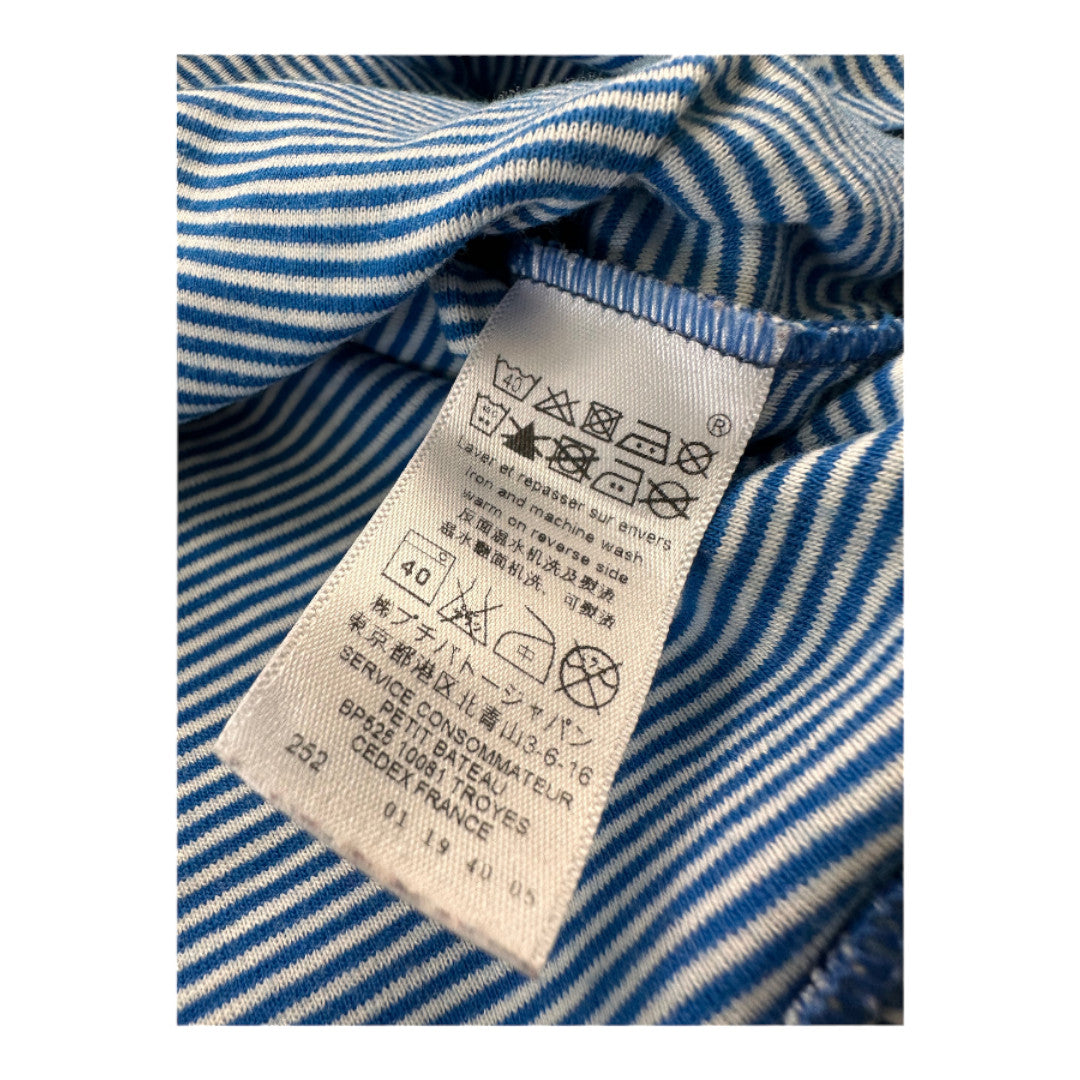 40
®
Laver et repasser sur envers
Iron and machine wash
warm on reverse side
反面温水机洗及熨
温水 面机洗，可熨
40 C
中
(株)プチバトージャパン
東京都港区北青山3-6-16
SERVICE CONSOMMATEUR
PETIT BATEAU
BP525 10081 TROYES
CEDEX FRANCE
252
01 19 40 05